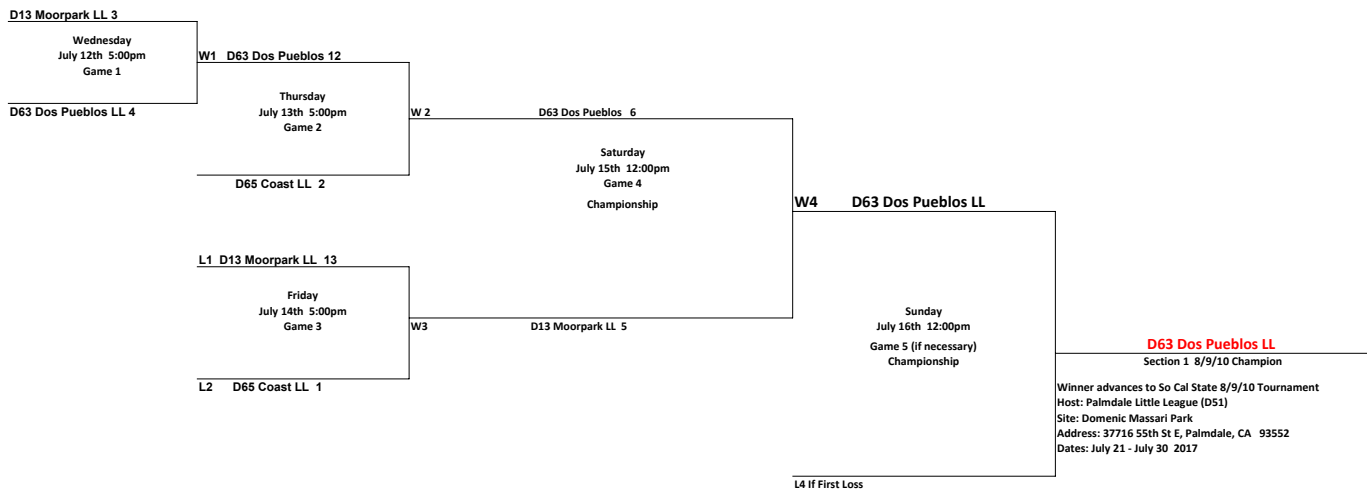 D13 Moorpark LL 3
Wednesday
July 12th 5:00pm
Game 1
D63 Dos Pueblos LL 4
W1 D63 Dos Pueblos 12
Thursday
July 13th 5:00pm
Game 2
D65 Coast LL 2
W 2 D63 Dos Pueblos 6
Saturday
July 15th 12:00pm
Game 4
Championship
L1 D13 Moorpark LL 13
Friday
July 14th 5:00pm
Game 3
L2 D65 Coast LL 1
W3 D13 Moorpark LL 5
W4 D63 Dos Pueblos LL
Sunday
July 16th 12:00pm
Game 5 (if necessary)
Championship
L4 If First Loss
D63 Dos Pueblos LL
Section 1 8/9/10 Champion
Winner advances to So Cal State 8/9/10 Tournament
Host: Palmdale Little League (D51)
Site: Domenic Massari Park
Address: 37716 55th St E, Palmdale, CA 93552
Dates: July 21 - July 30 2017